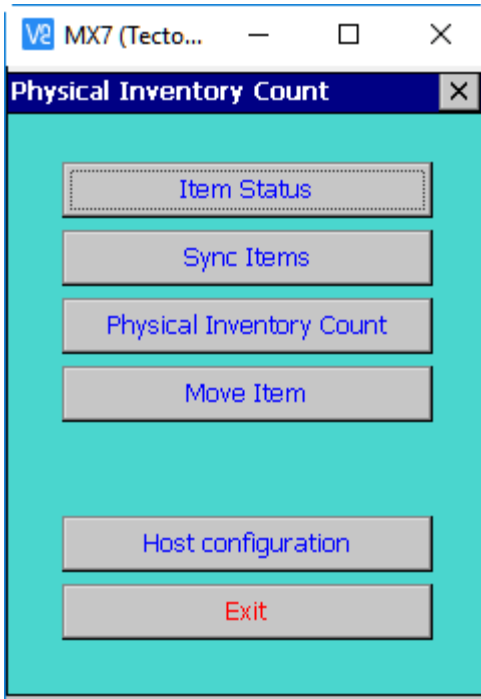 V2 MX7 (Tecto...
Physical Inventory Count
Item Status
Sync Items
Physical Inventory Count
Move Item
Host configuration
Exit